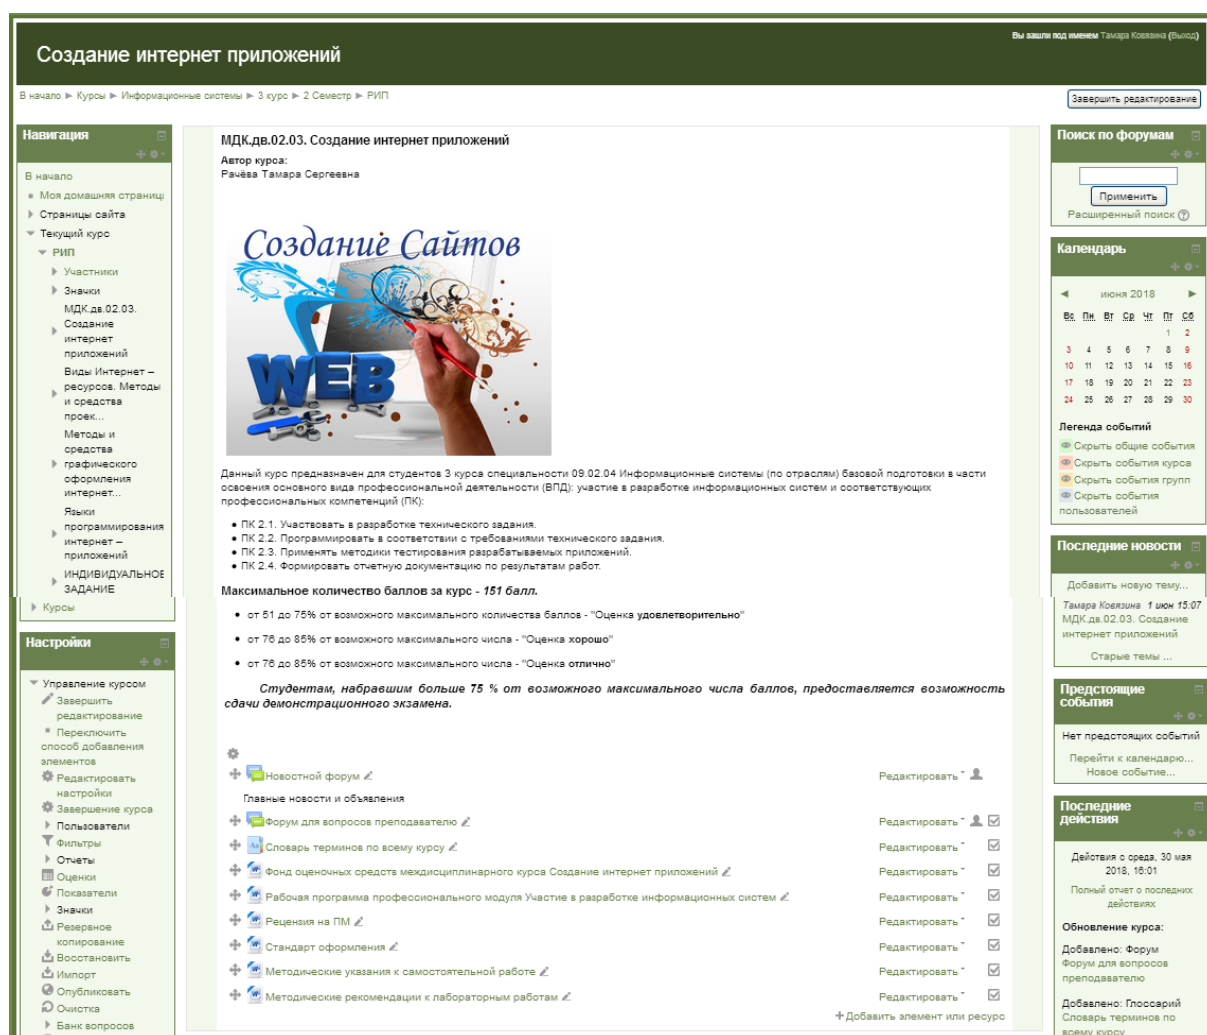 Вы зашли под именем Тамара Ковязина (Выход)
Создание интернет приложений
В начало ► Курсы ► Информационные системы ► 3 курс ► 2 Семестр ► РИП
Завершить редактирование
Навигация
В начало
Моя домашняя страниц
Страницы сайта
Текущий курс
РИП
Участники
Значки
МДК.дв.02.03.
Создание
интернет
приложений
Виды Интернет –
ресурсов. Методы
и средства
проек...
Методы и
средства
графического
оформления
интернет...
Языки
программирования
интернет –
приложений
ИНДИВИДУАЛЬНОЕ
ЗАДАНИЕ
Курсы
Настройки
Управление курсом
Завершить
редактирование
Переключить
способ добавления
элементов
Редактировать
настройки
Завершение курса
Пользователи
Фильтры
Отчеты
Оценки
Показатели
Значки
Резервное
копирование
Восстановить
Импорт
Опубликовать
Очистка
Банк вопросов
МДК.дв.02.03. Создание интернет приложений
Автор курса:
Рачёва Тамара Сергеевна
Создание Сайтов
WEB
Данный курс предназначен для студентов 3 курса специальности 09.02.04 Информационные системы (по отраслям) базовой подготовки в части
освоения основного вида профессиональной деятельности (ВПД): участие в разработке информационных систем и соответствующих
профессиональных компетенций (ПК):
● ПК 2.1. Участвовать в разработке технического задания.
● ПК 2.2. Программировать в соответствии с требованиями технического задания.
● ПК 2.3. Применять методики тестирования разрабатываемых приложений.
● ПК 2.4. Формировать отчетную документацию по результатам работ.
Максимальное количество баллов за курс - 151 балл.
● от 51 до 75% от возможного максимального количества баллов - "Оценка удовлетворительно"
● от 76 до 85% от возможного максимального числа - "Оценка хорошо"
● от 76 до 85% от возможного максимального числа - "Оценка отлично"
Студентам, набравшим больше 75 % от возможного максимального числа баллов, предоставляется возможность
сдачи демонстрационного экзамена.
Новостной форум Редактировать
Главные новости и объявления
Форум для вопросов преподавателю Редактировать
Словарь терминов по всему курсу Редактировать
Фонд оценочных средств междисциплинарного курса Создание интернет приложений Редактировать
Рабочая программа профессионального модуля Участие в разработке информационных систем Редактировать
Рецензия на ПМ Редактировать
Стандарт оформления Редактировать
Методические указания к самостоятельной работе Редактировать
Методические рекомендации к лабораторным работам Редактировать
+Добавить элемент или ресурс
Поиск по форумам
Применить
Расширенный поиск
Календарь
◄ июня 2018 ►
Вс Пн Вт Ср Чт Пт Сб
1 2
3 4 5 6 7 8 9
10 11 12 13 14 15 16
17 18 19 20 21 22 23
24 25 26 27 28 29 30
Легенда событий
Скрыть общие события
Скрыть события курса
Скрыть события групп
Скрыть события
пользователей
Последние новости
Добавить новую тему...
Тамара Ковязина 1 июн 15:07
МДК.дв.02.03. Создание
интернет приложений
Старые темы ...
Предстоящие
события
Нет предстоящих событий
Перейти к календарю...
Новое событие...
Последние
действия
Действия с среда, 30 мая
2018, 16:01
Полный отчет о последних
действиях
Обновление курса:
Добавлено: Форум
Форум для вопросов
преподавателю
Добавлено: Глоссарий
Словарь терминов по
всему курсу